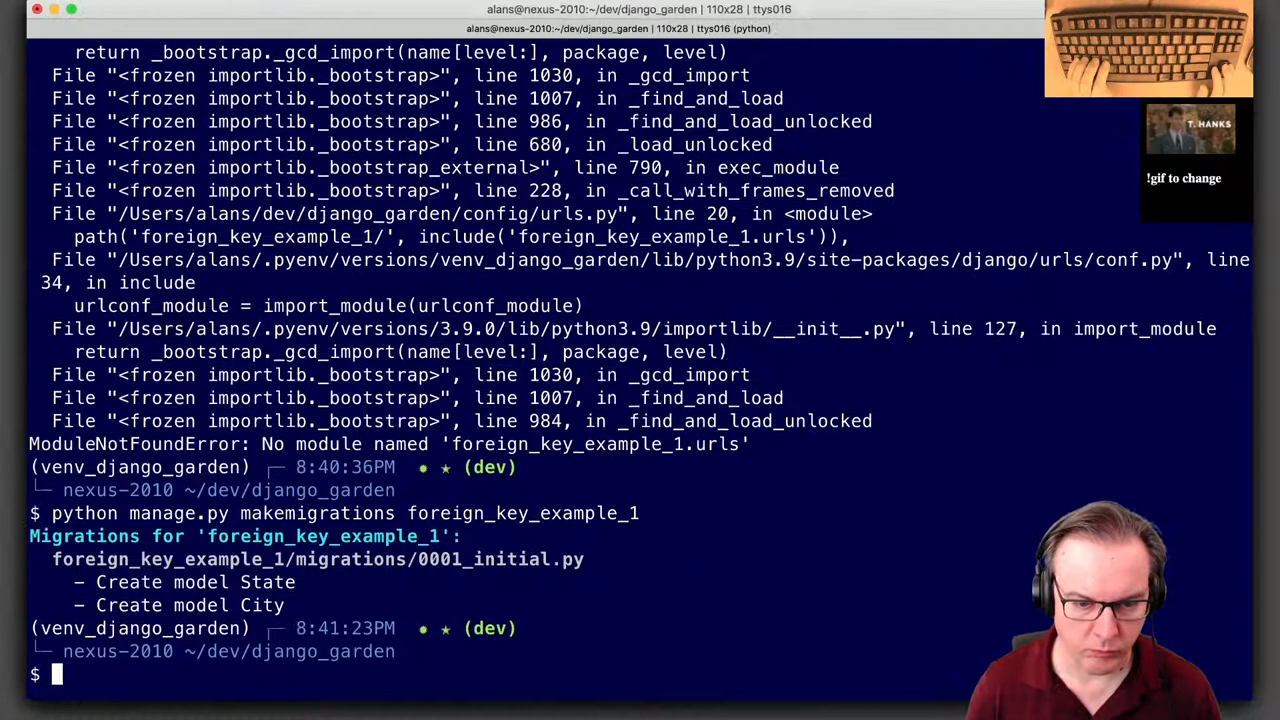 alans@nexus-2010:~/dev/django_garden | 110x28 | ttys016
alans@nexus-2010:~/dev/django_garden | 110x28 | ttys016 (python)
return _bootstrap._gcd_import(name[level:], package, level)
File "<frozen importlib._bootstrap>", line 1030, in _gcd_import
File "<frozen importlib._bootstrap>", line 1007, in _find_and_load
File "<frozen importlib._bootstrap>", line 986, in _find_and_load_unlocked
File "<frozen importlib._bootstrap>", line 680, in _load_unlocked
File "<frozen importlib._bootstrap_external>", line 790, in exec_module
File "<frozen importlib._bootstrap>", line 228, in _call_with_frames_removed
File "/Users/alans/dev/django_garden/config/urls.py", line 20, in <module>
path('foreign_key_example_1/', include('foreign_key_example_1.urls')),
File "/Users/alans/.pyenv/versions/venv_django_garden/lib/python3.9/site-packages/django/urls/conf.py", line
34, in include
urlconf_module = import_module(urlconf_module)
File "/Users/alans/.pyenv/versions/3.9.0/lib/python3.9/importlib/__init__.py", line 127, in import_module
return _bootstrap._gcd_import(name[level:], package, level)
File "<frozen importlib._bootstrap>", line 1030, in _gcd_import
File "<frozen importlib._bootstrap>", line 1007, in _find_and_load
File "<frozen importlib._bootstrap>", line 984, in _find_and_load_unlocked
ModuleNotFoundError: No module named 'foreign_key_example_1.urls'
(venv_django_garden) ┌─ 8:40:36PM ✹ ★ (dev)
└─ nexus-2010 ~/dev/django_garden
$ python manage.py makemigrations foreign_key_example_1
Migrations for 'foreign_key_example_1':
foreign_key_example_1/migrations/0001_initial.py
- Create model State
- Create model City
(venv_django_garden) ┌─ 8:41:23PM ✹ ★ (dev)
└─ nexus-2010 ~/dev/django_garden
$
T. HANKS
!gif to change